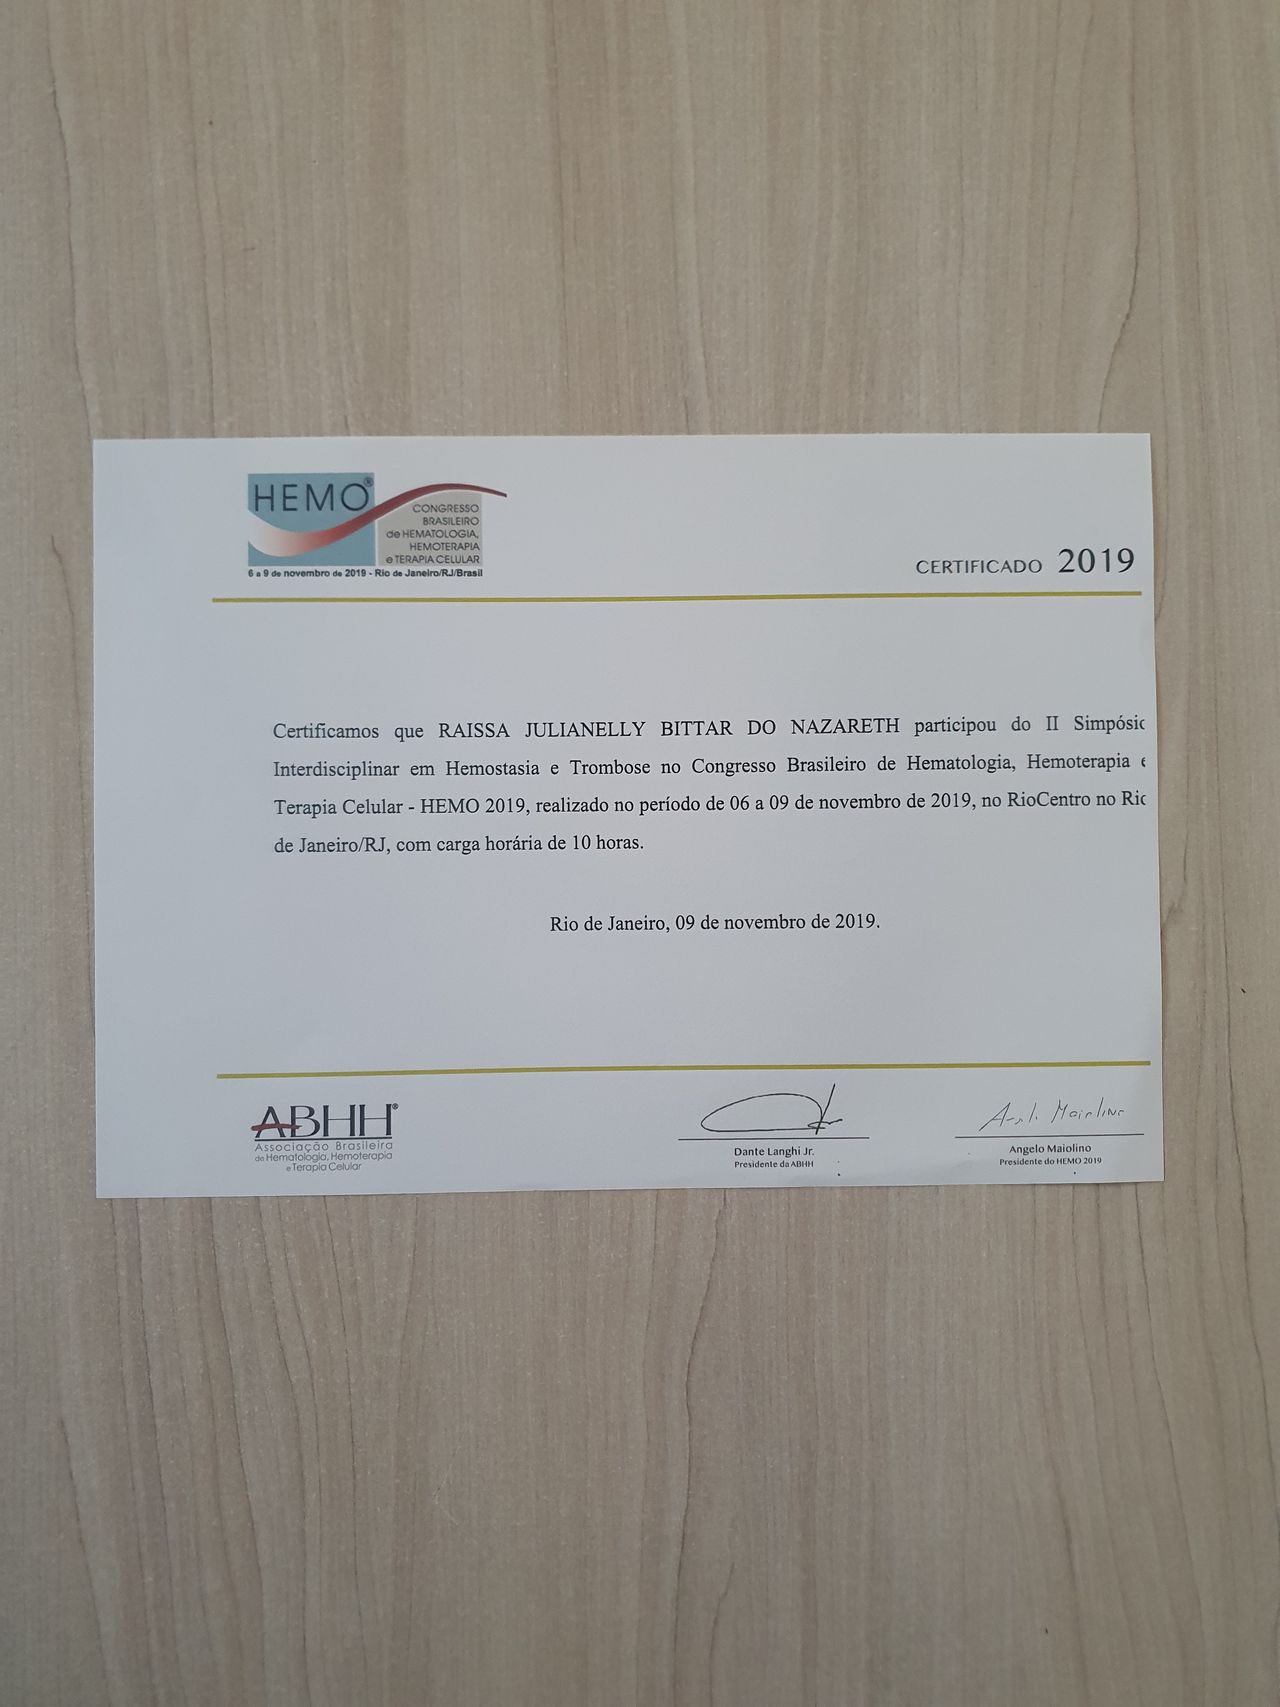 HEMO®
CONGRESSO
BRASILEIRO
de HEMATOLOGIA,
HEMOTERAPIA
e TERAPIA CELULAR
6 a 9 de novembro de 2019 - Rio de Janeiro/RJ/Brasil
CERTIFICADO 2019
Certificamos que RAISSA JULIANELLY BITTAR DO NAZARETH participou do II Simpósio
Interdisciplinar em Hemostasia e Trombose no Congresso Brasileiro de Hematologia, Hemoterapia e
Terapia Celular - HEMO 2019, realizado no período de 06 a 09 de novembro de 2019, no RioCentro no Rio
de Janeiro/RJ, com carga horária de 10 horas.
Rio de Janeiro, 09 de novembro de 2019.
ABHH®
Associação Brasileira
de Hematologia, Hemoterapia
e Terapia Celular
Dante Langhi Jr.
Presidente da ABHH
Angelo Maiolino
Angelo Maiolino
Presidente do HEMO 2019